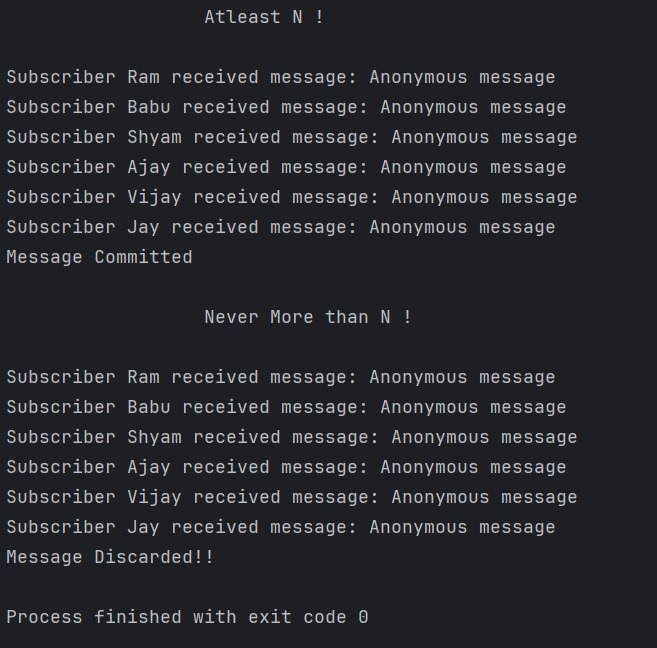 Atleast N !
Subscriber Ram received message: Anonymous message
Subscriber Babu received message: Anonymous message
Subscriber Shyam received message: Anonymous message
Subscriber Ajay received message: Anonymous message
Subscriber Vijay received message: Anonymous message
Subscriber Jay received message: Anonymous message
Message Committed
Never More than N !
Subscriber Ram received message: Anonymous message
Subscriber Babu received message: Anonymous message
Subscriber Shyam received message: Anonymous message
Subscriber Ajay received message: Anonymous message
Subscriber Vijay received message: Anonymous message
Subscriber Jay received message: Anonymous message
Message Discarded!!
Process finished with exit code 0